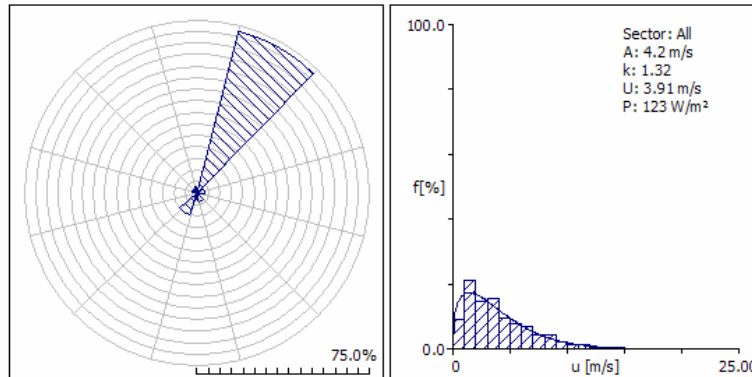 75.0%
100.0
f[%]
0.0
0
u [m/s]
25.00
Sector: All
A: 4.2 m/s
k: 1.32
U: 3.91 m/s
P: 123 W/m²